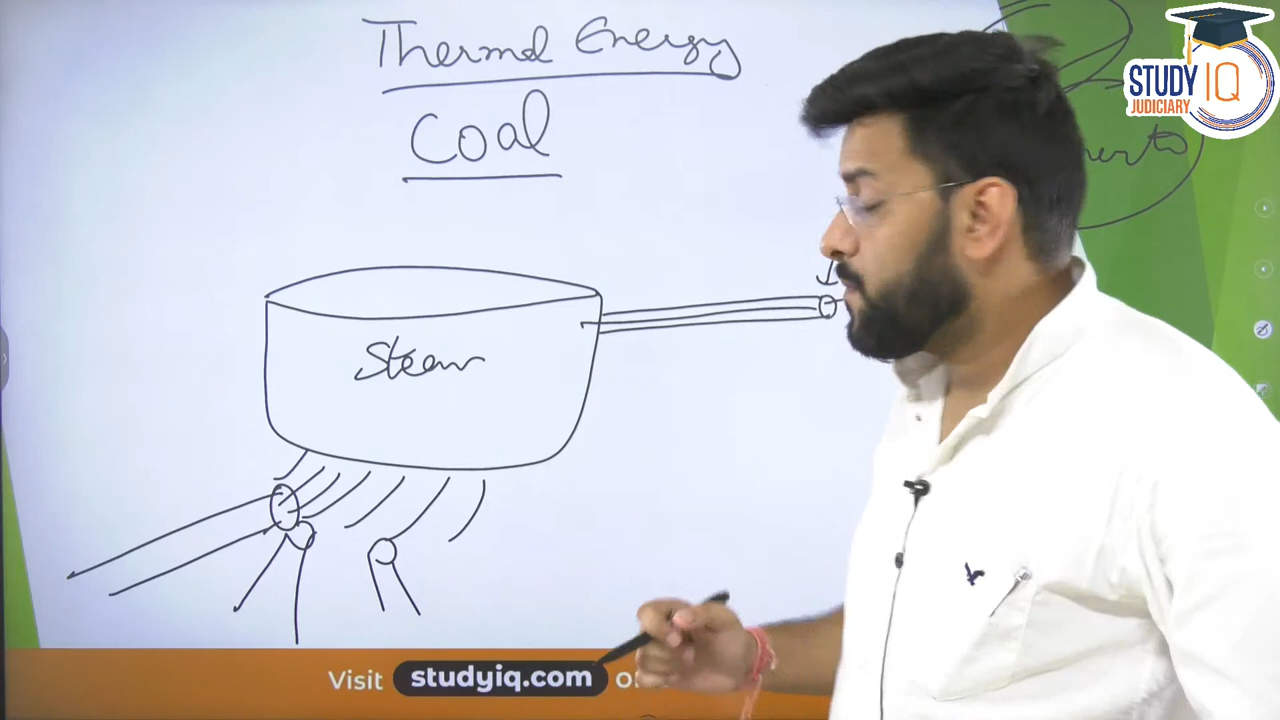 Thermal Energy
Coal
STUDY IQ
JUDICIARY
Steam
Visit studyiq.com